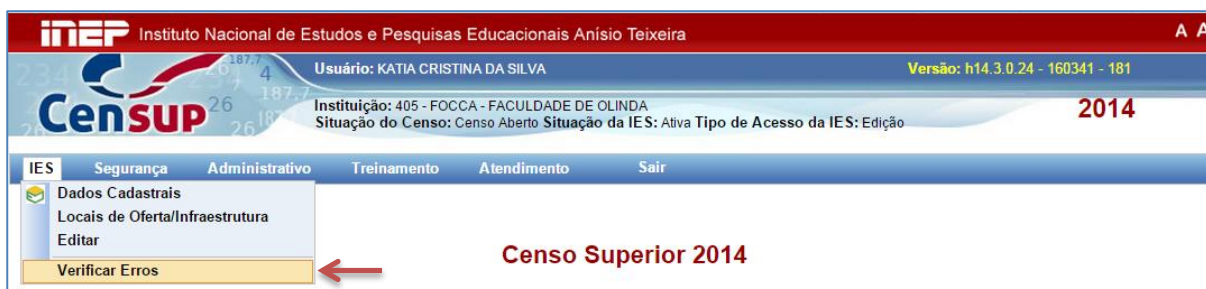 inep Instituto Nacional de Estudos e Pesquisas Educacionais Anísio Teixeira A A
Censup
Usuário: KATIA CRISTINA DA SILVA Versão: h14.3.0.24 - 160341 - 181
Instituição: 405 - FOCCA - FACULDADE DE OLINDA
Situação do Censo: Censo Aberto Situação da IES: Ativa Tipo de Acesso da IES: Edição
2014
IES Segurança Administrativo Treinamento Atendimento Sair
Dados Cadastrais
Locais de Oferta/Infraestrutura
Editar
Verificar Erros
Censo Superior 2014